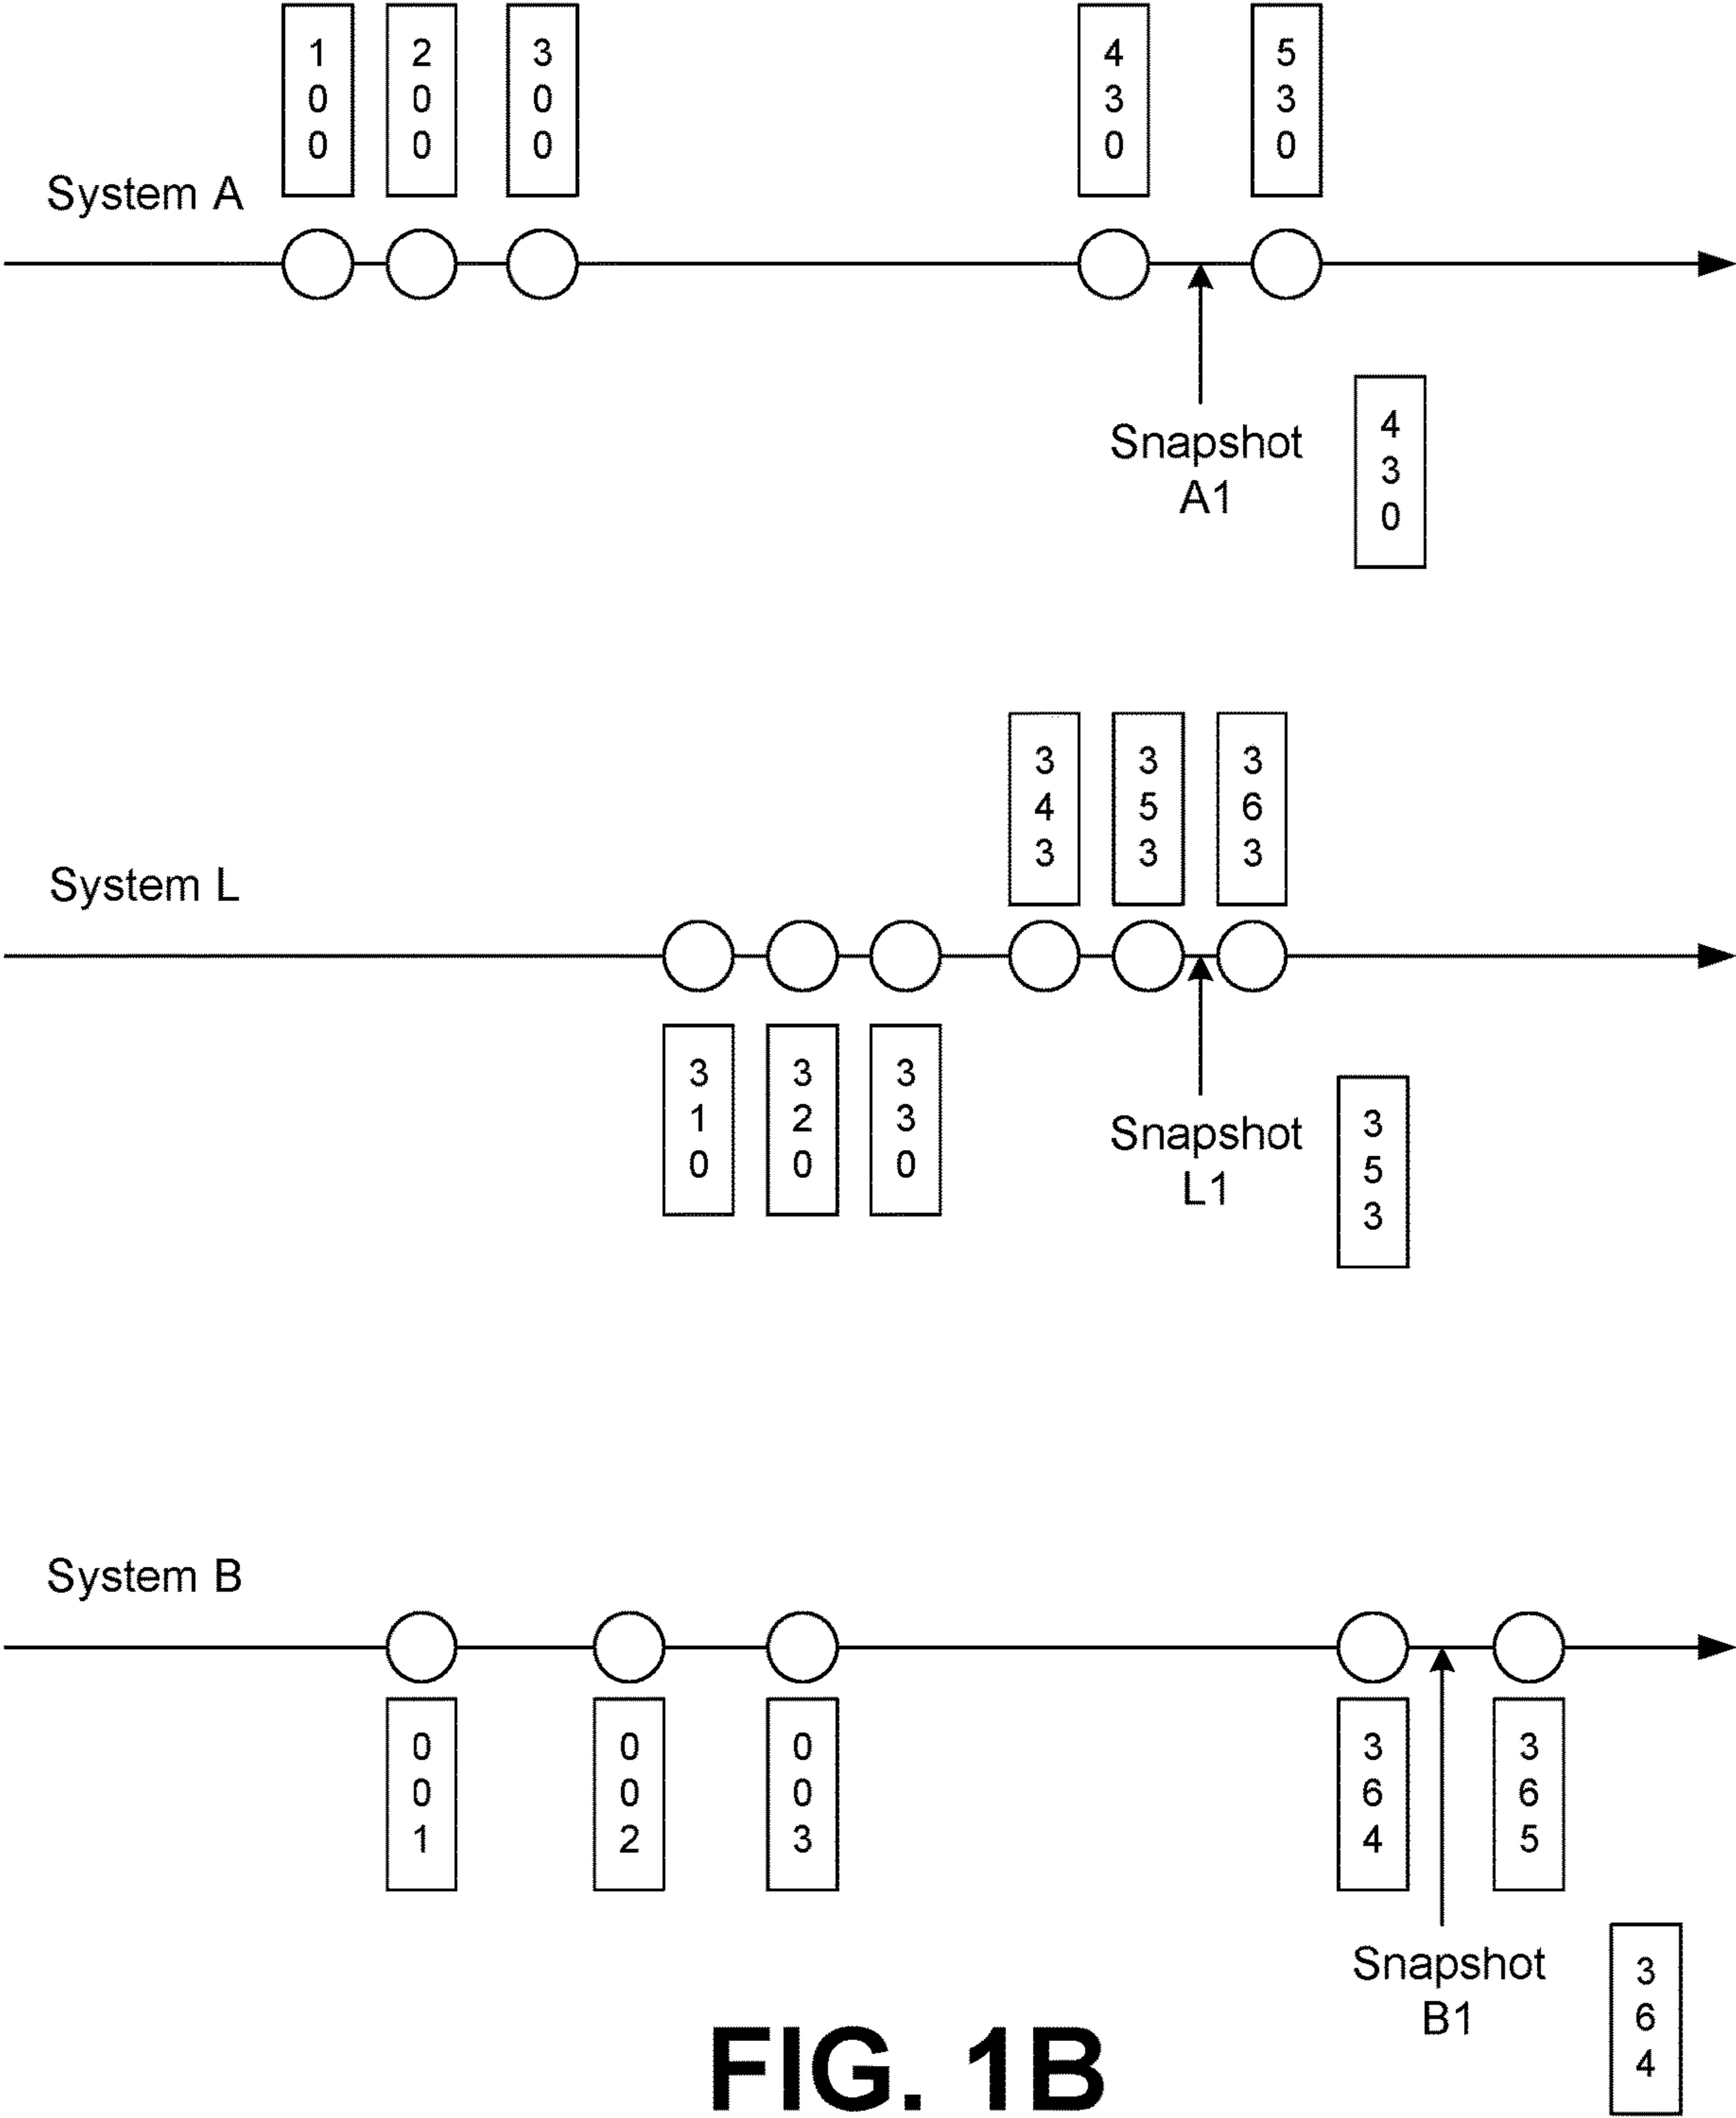 1 2 3 4 5
0 0 0 3 3
0 0 0 0 0
System A
Snapshot
A1
4
3
0
3 3 3
4 5 6
3 3 3
System L
3 3 3
1 2 3
0 0 0
Snapshot
L1
3
5
3
System B
0 0 0 3 3
0 0 0 6 6
1 2 3 4 5
Snapshot
B1
3
6
4
FIG. 1B